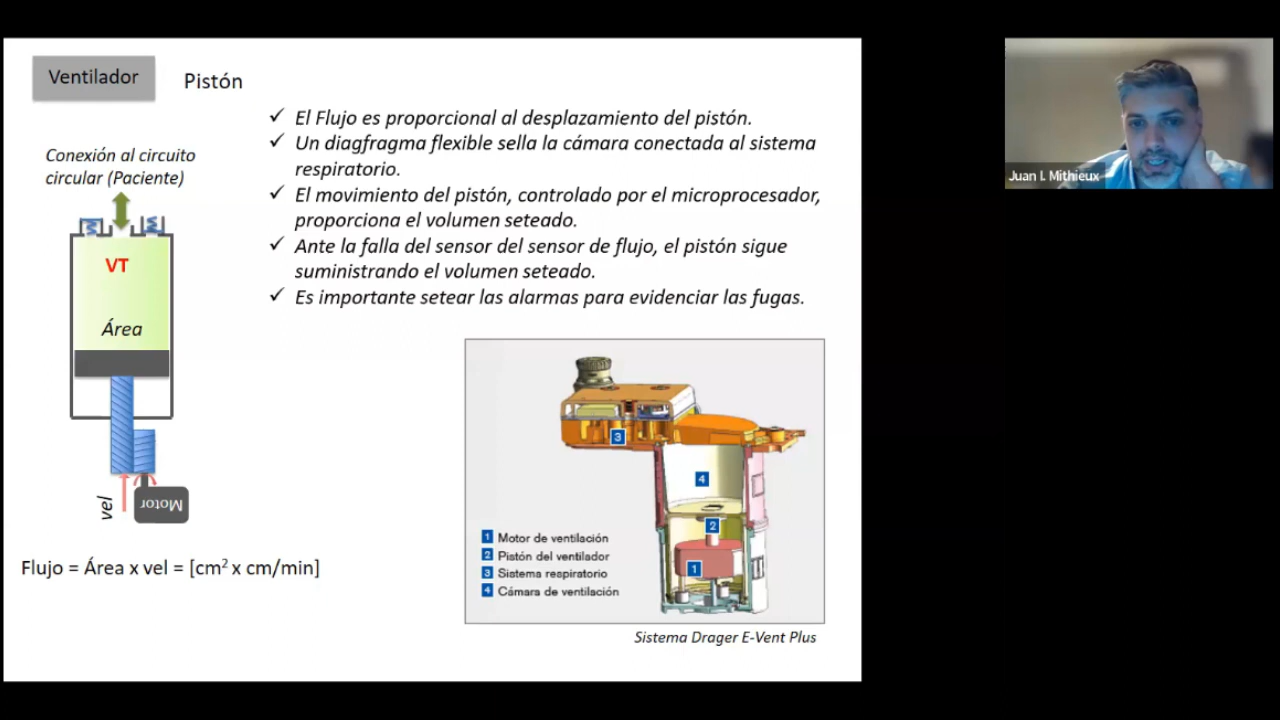 Ventilador
Pistón
Conexión al circuito
circular (Paciente)
VT
Área
vel
Motor
Flujo = Área x vel = [cm² x cm/min]
✓ El Flujo es proporcional al desplazamiento del pistón.
✓ Un diagfragma flexible sella la cámara conectada al sistema
respiratorio.
✓ El movimiento del pistón, controlado por el microprocesador,
proporciona el volumen seteado.
✓ Ante la falla del sensor del sensor de flujo, el pistón sigue
suministrando el volumen seteado.
✓ Es importante setear las alarmas para evidenciar las fugas.
3
4
2
1
1 Motor de ventilación
2 Pistón del ventilador
3 Sistema respiratorio
4 Cámara de ventilación
Sistema Drager E-Vent Plus
Juan I. Mithieux